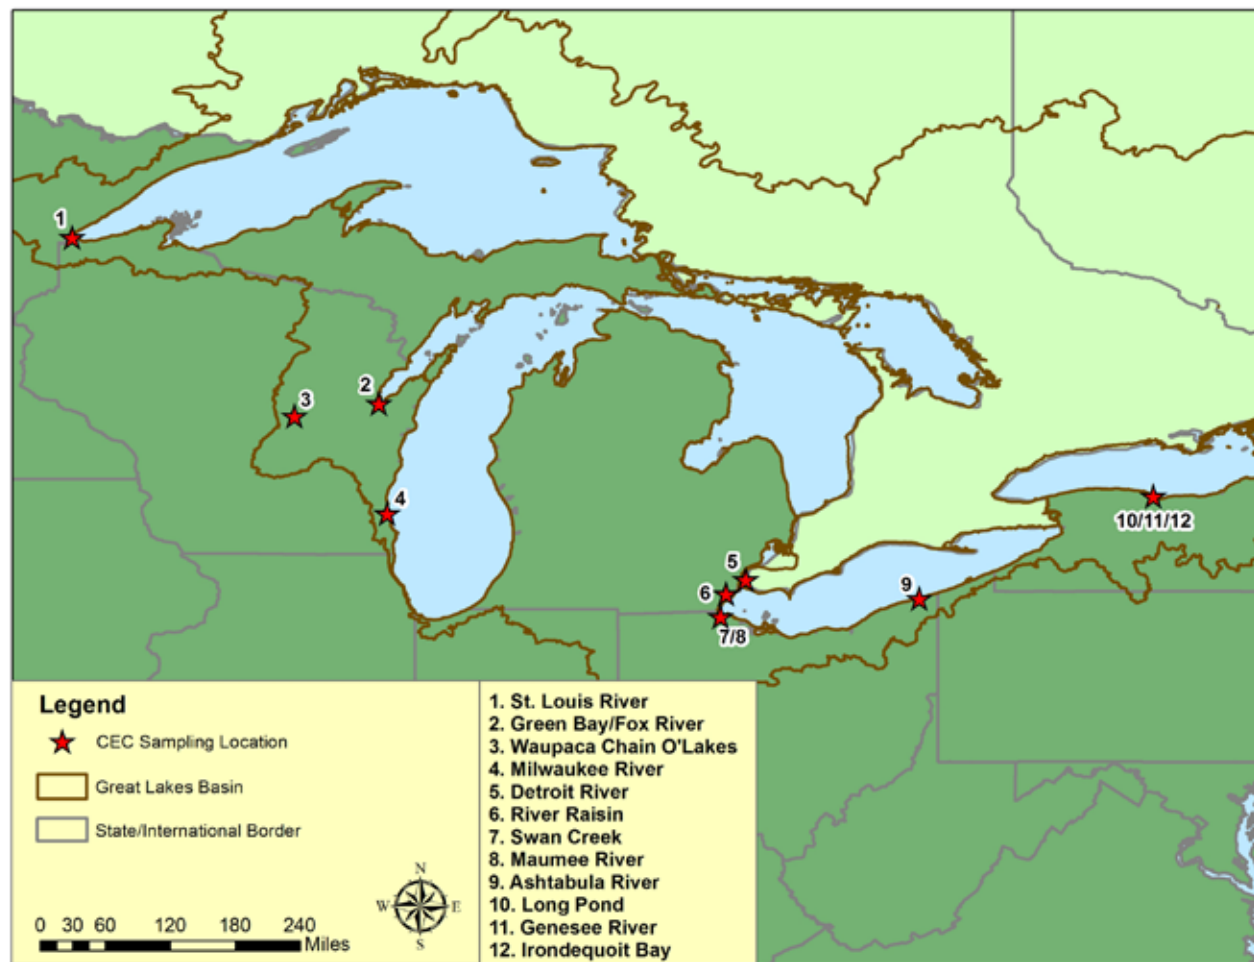 1
2
3
4
5
6
7/8
9
10/11/12
Legend
CEC Sampling Location
Great Lakes Basin
State/International Border
N
W
E
S
0 30 60 120 180 240
Miles
1. St. Louis River
2. Green Bay/Fox River
3. Waupaca Chain O'Lakes
4. Milwaukee River
5. Detroit River
6. River Raisin
7. Swan Creek
8. Maumee River
9. Ashtabula River
10. Long Pond
11. Genesee River
12. Irondequoit Bay